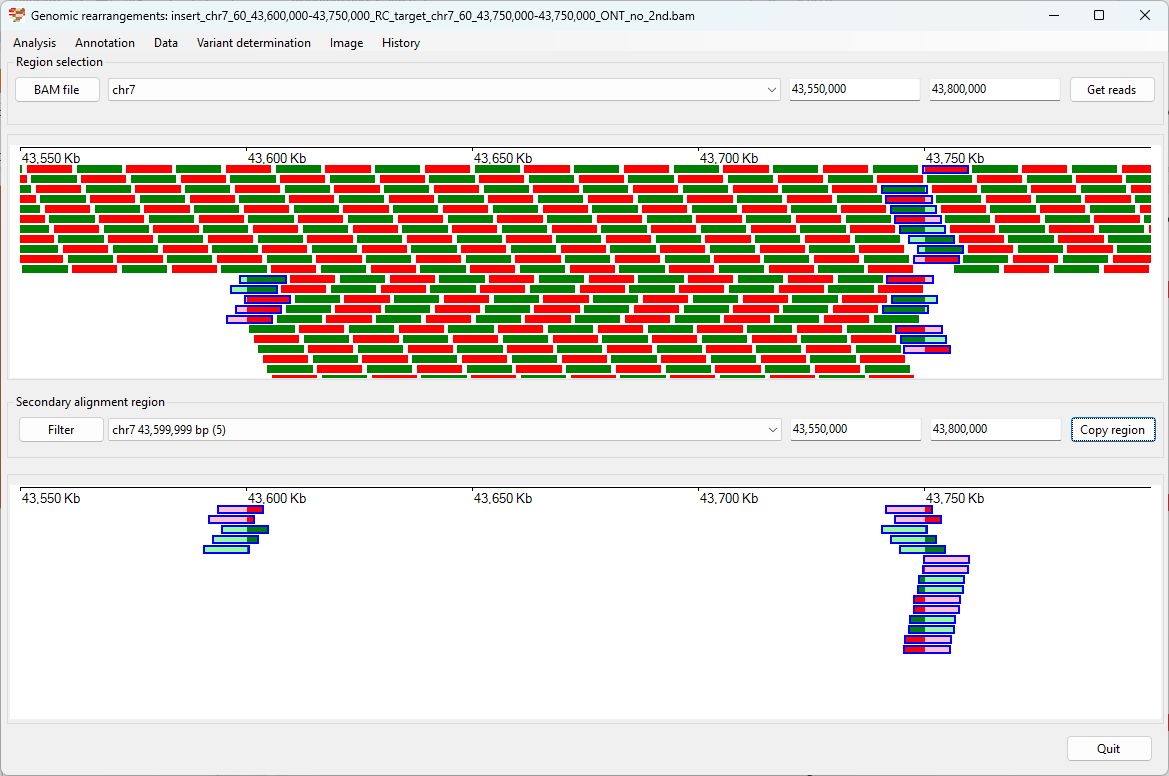 Genomic rearrangements: insert_chr7_60_43,600,000-43,750,000_RC_target_chr7_60_43,750,000-43,750,000_ONT_no_2nd.bam
Analysis Annotation Data Variant determination Image History
Region selection
BAM file chr7 43,550,000 43,800,000 Get reads
43,550 Kb 43,600 Kb 43,650 Kb 43,700 Kb 43,750 Kb
Secondary alignment region
Filter chr7 43,599,999 bp (5) 43,550,000 43,800,000 Copy region
43,550 Kb 43,600 Kb 43,650 Kb 43,700 Kb 43,750 Kb
Quit